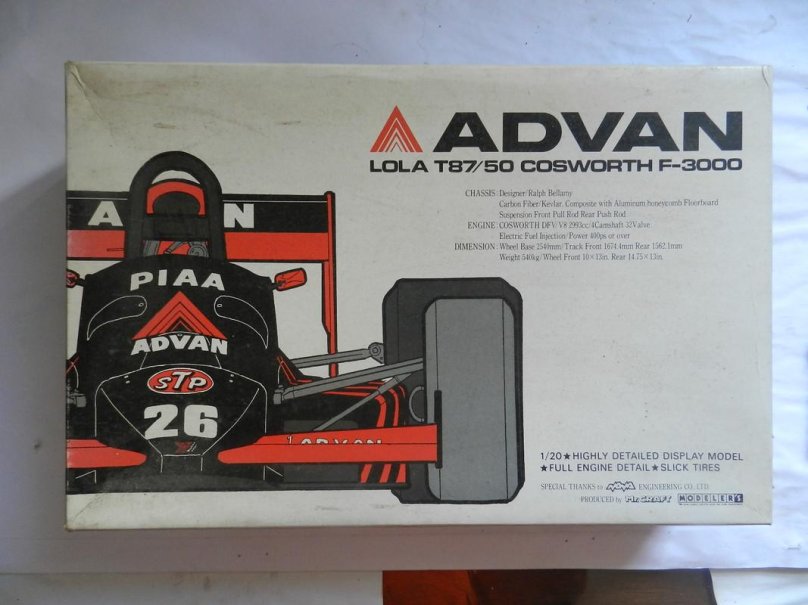 ADVAN
LOLA T87/50 COSWORTH F-3000
CHASSIS: Designer/Ralph Bellamy
Carbon Fiber/Kevlar, Composite with Aluminum honeycomb Floorboard
Suspension Front Pull Rod Rear Push Rod
ENGINE: COSWORTH DFV/V8 2993cc/4Camshaft 32Valve
Electric Fuel Injection/Power 480ps or over
DIMENSION: Wheel Base 2540mm/Track Front 1674.4mm Rear 1562.1mm
Weight 540kg/Wheel Front 10×13in. Rear 14.75×13in.
A N
PIAA
ADVAN
STP
26
ADVAN
1/20★HIGHLY DETAILED DISPLAY MODEL
★FULL ENGINE DETAIL★SLICK TIRES
SPECIAL THANKS to NOVA ENGINEERING CO., LTD.
PRODUCED by Mr.CRAFT MODELER'S